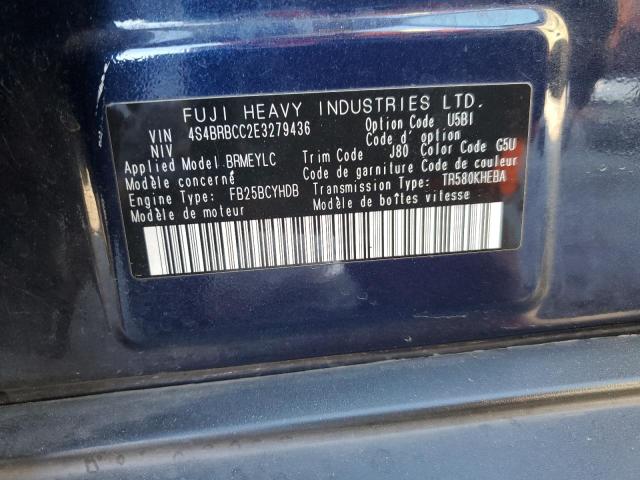 FUJI HEAVY INDUSTRIES LTD.
VIN 4S4BRBCC2E3279436 Option Code U5B1
NIV Code d' option
Applied Model BRMEYLC Trim Code J80 Color Code G5U
Modèle concerné Code de garniture Code de couleur
Engine Type: FB25BCYHDB Transmission Type: TR580KHEBA
Modèle de moteur Modèle de boîtes vitesse